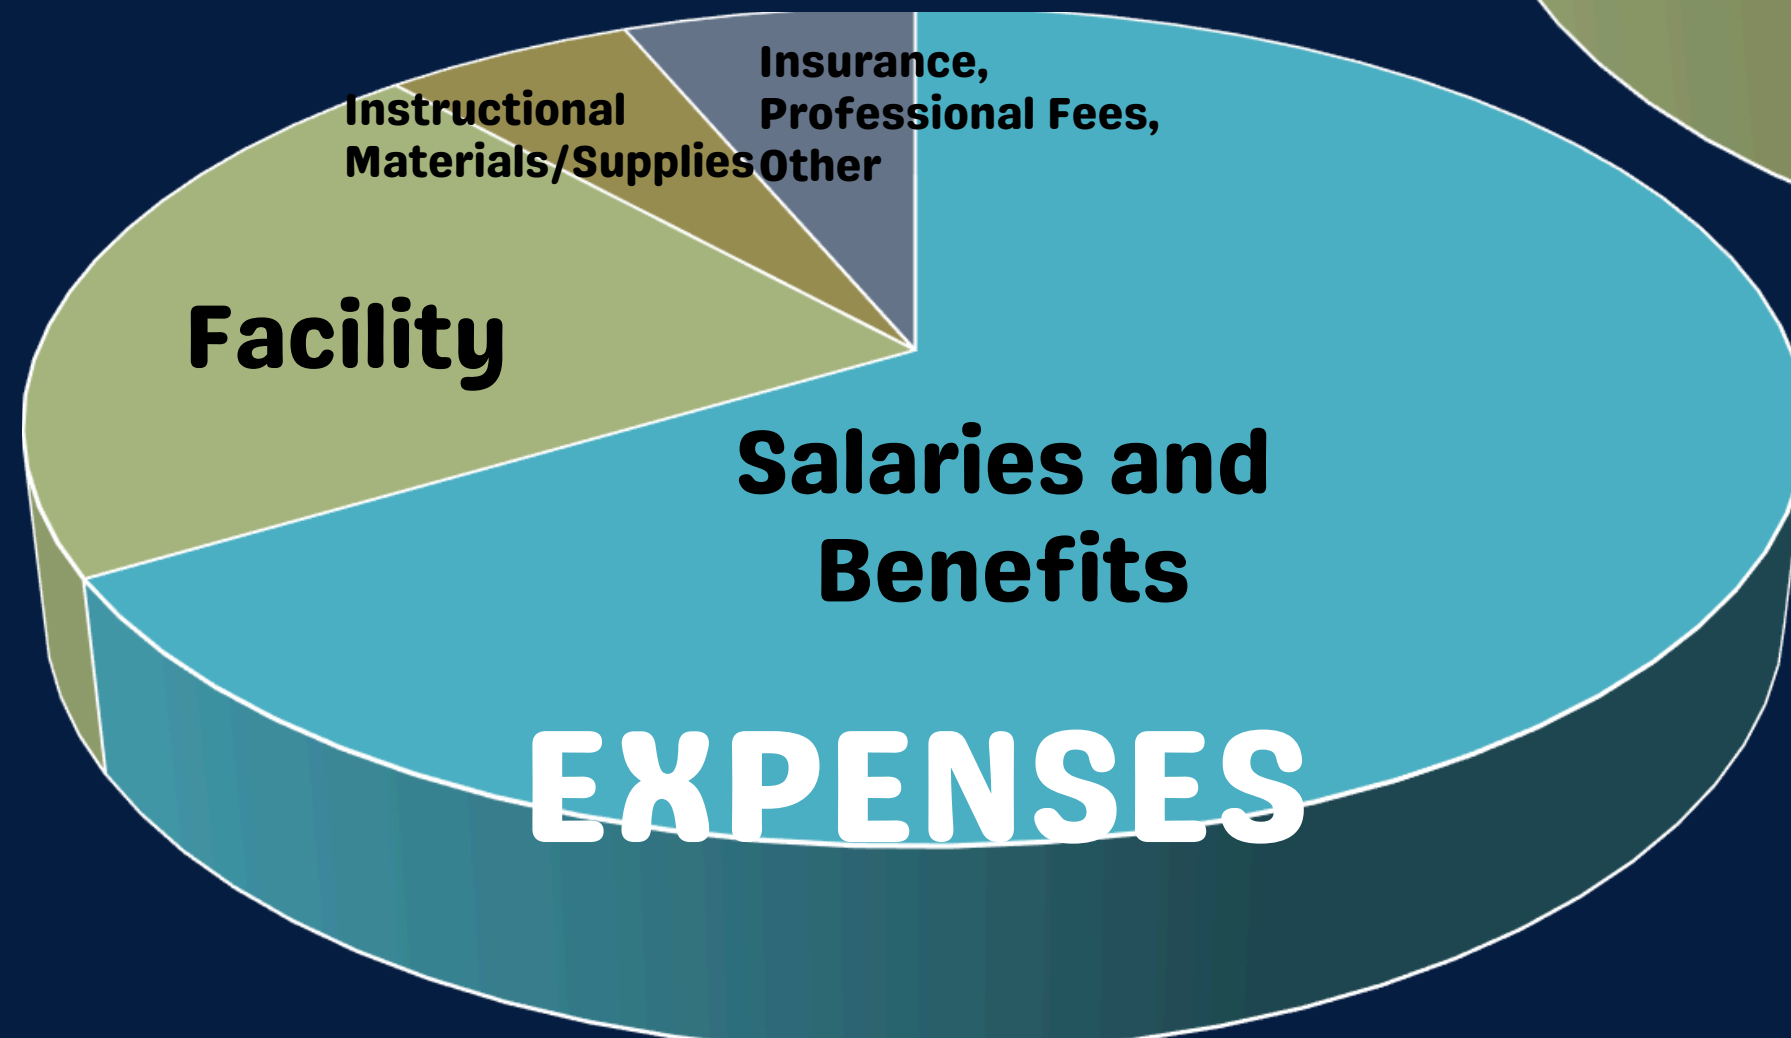 Insurance,
Professional Fees,
Other
Instructional
Materials/Supplies
Facility
Salaries and
Benefits
EXPENSES